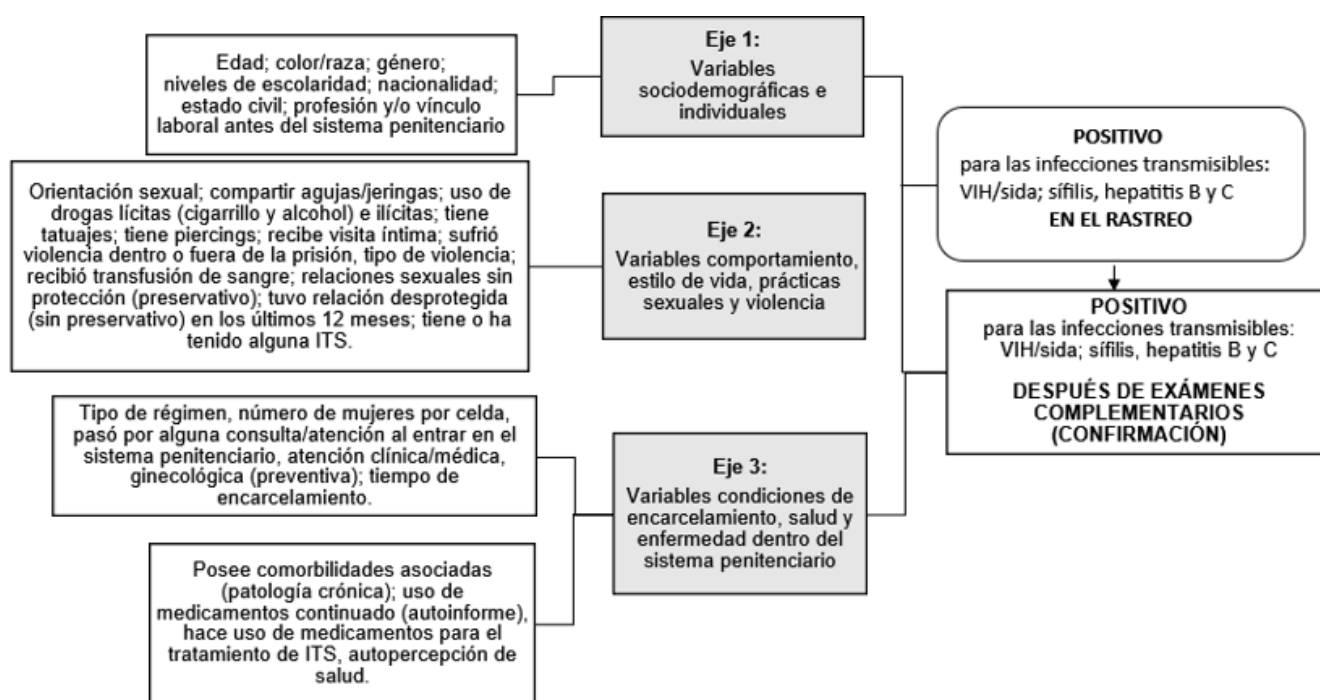 Edad; color/raza; género;
niveles de escolaridad; nacionalidad;
estado civil; profesión y/o vínculo
laboral antes del sistema penitenciario
Eje 1:
Variables
sociodemográficas e
individuales
Orientación sexual; compartir agujas/jeringas; uso de
drogas lícitas (cigarrillo y alcohol) e ilícitas; tiene
tatuajes; tiene piercings; recibe visita íntima; sufrió
violencia dentro o fuera de la prisión, tipo de violencia;
recibió transfusión de sangre; relaciones sexuales sin
protección (preservativo); tuvo relación desprotegida
(sin preservativo) en los últimos 12 meses; tiene o ha
tenido alguna ITS.
Eje 2:
Variables comportamiento,
estilo de vida, prácticas
sexuales y violencia
Tipo de régimen, número de mujeres por celda,
pasó por alguna consulta/atención al entrar en el
sistema penitenciario, atención clínica/médica,
ginecológica (preventiva); tiempo de
encarcelamiento.
Posee comorbilidades asociadas
(patología crónica); uso de
medicamentos continuado (autoinforme),
hace uso de medicamentos para el
tratamiento de ITS, autopercepción de
salud.
Eje 3:
Variables condiciones de
encarcelamiento, salud y
enfermedad dentro del
sistema penitenciario
POSITIVO
para las infecciones transmisibles:
VIH/sida; sífilis, hepatitis B y C
EN EL RASTREO
POSITIVO
para las infecciones transmisibles:
VIH/sida; sífilis, hepatitis B y C
DESPUÉS DE EXÁMENES
COMPLEMENTARIOS
(CONFIRMACIÓN)